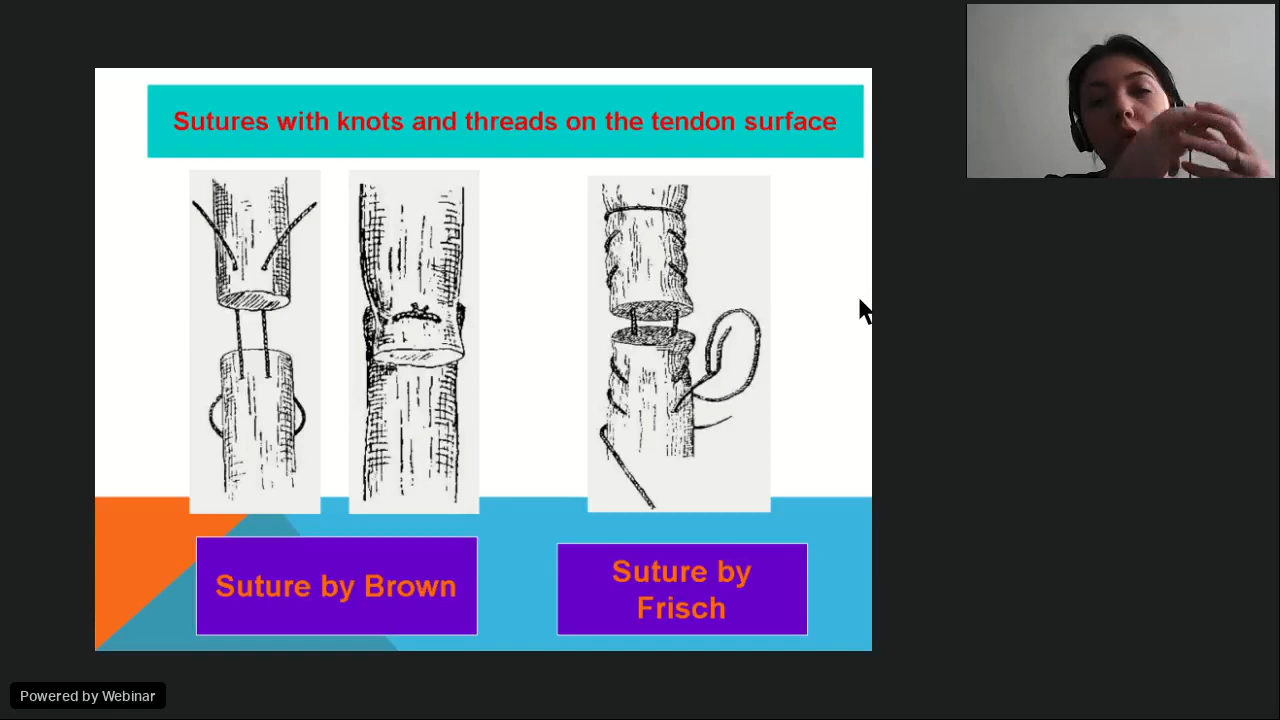 Sutures with knots and threads on the tendon surface
Suture by Brown
Suture by
Frisch
Powered by Webinar